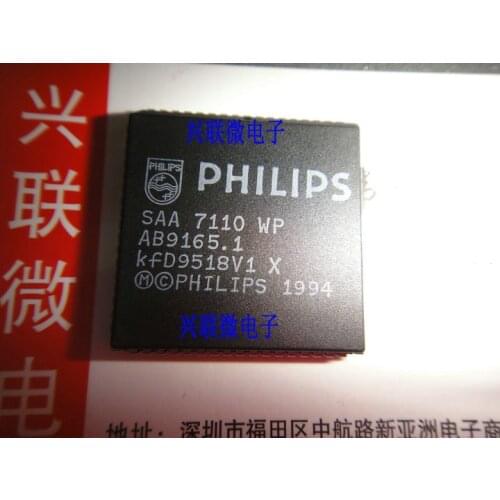 兴联微电
兴联微电子
PHILIPS
PHILIPS
SAA 7110 WP
AB9165.1
kfD9518V1 X
ⓂⒸPHILIPS 1994
兴联微电子
地址: 深圳市福田区中航路新亚洲电子商